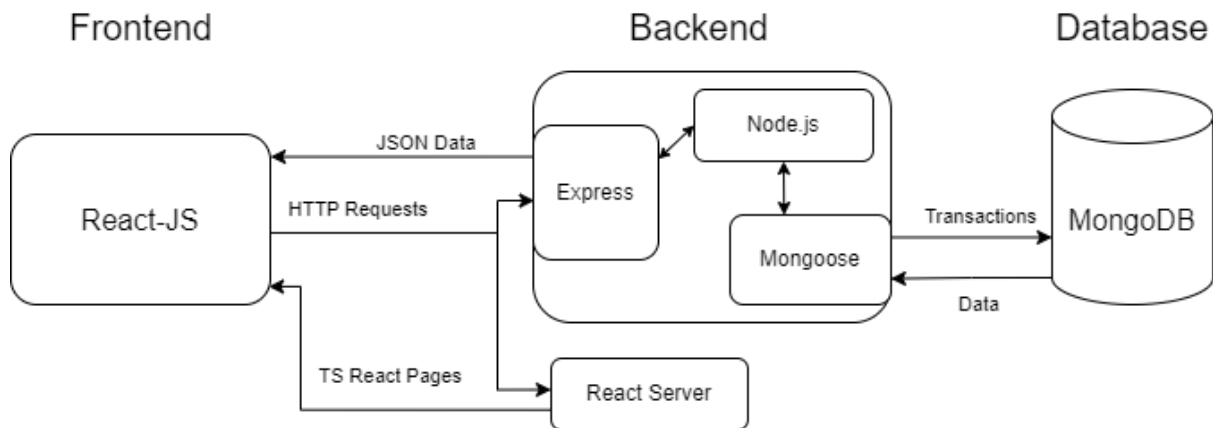 Frontend
Backend
Database
Node.js
JSON Data
Express
HTTP Requests
React-JS
Transactions
MongoDB
Mongoose
Data
TS React Pages
React Server